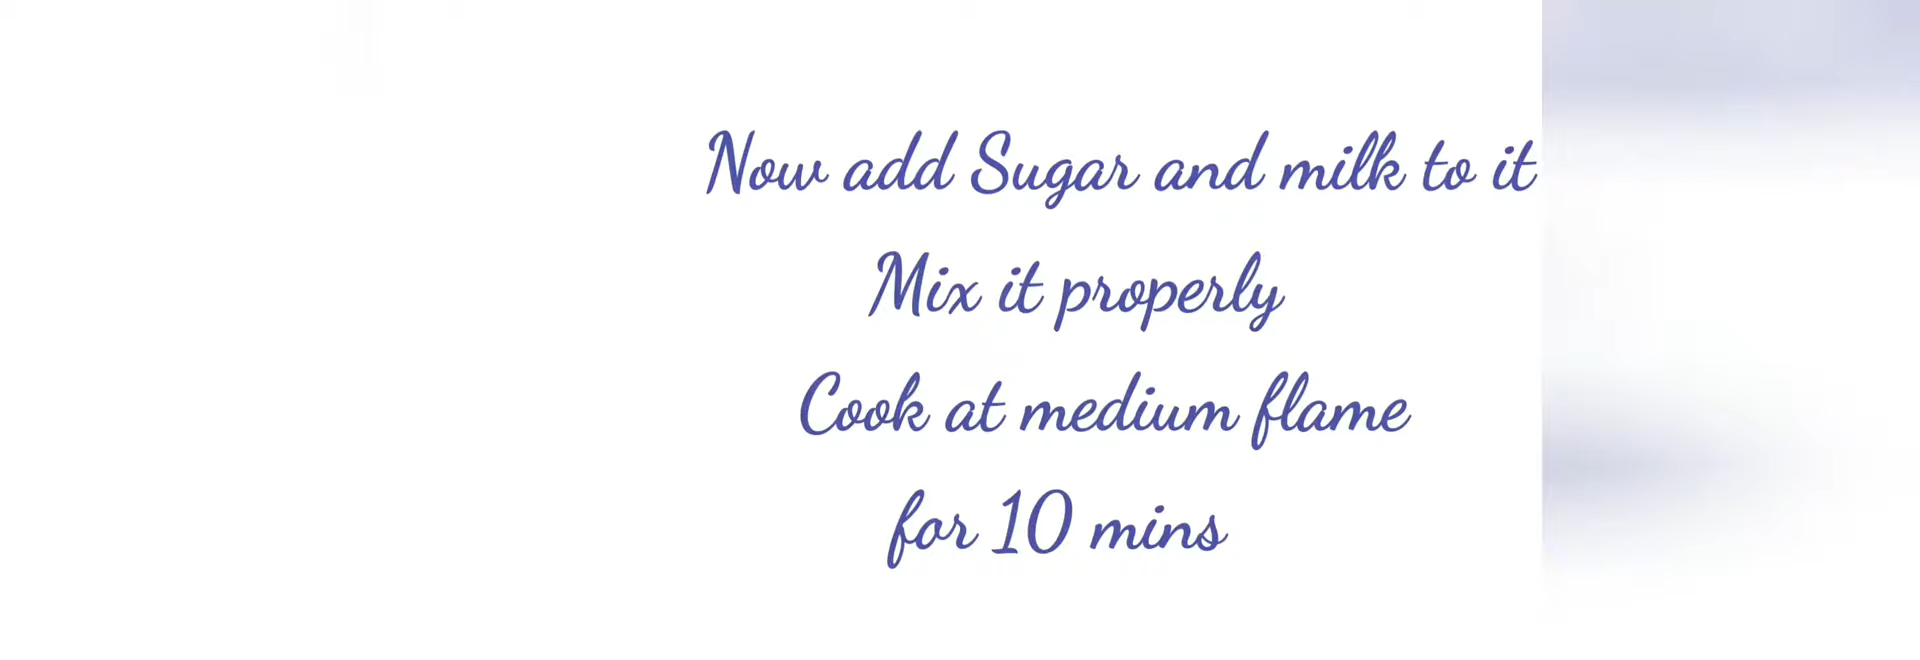 Now add Sugar and milk to it
Mix it properly
Cook at medium flame
for 10 mins